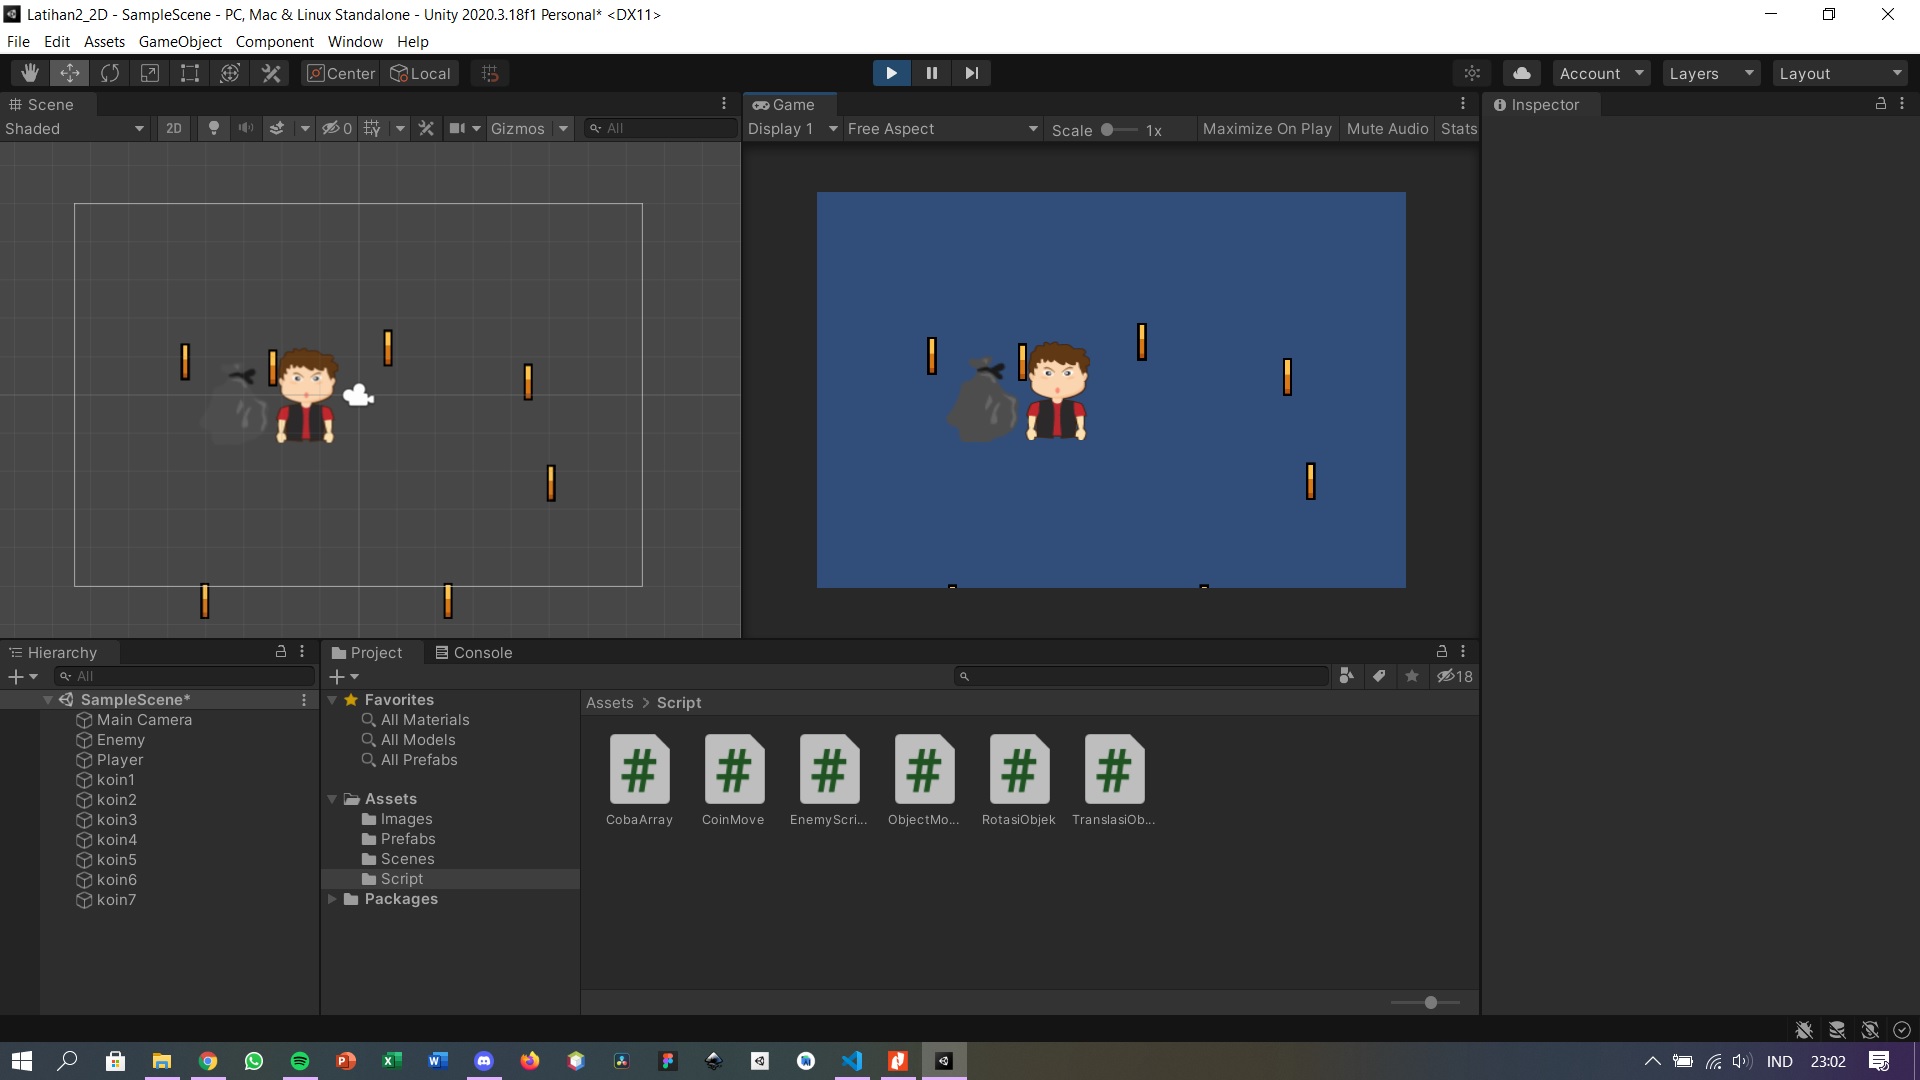 Latihan2_2D - SampleScene - PC, Mac & Linux Standalone - Unity 2020.3.18f1 Personal* <DX11>
File Edit Assets GameObject Component Window Help
Center Local Account Layers Layout
Scene
Shaded 2D 0 Gizmos All
Game
Display 1 Free Aspect Scale 1x Maximize On Play Mute Audio Stats
Inspector
Hierarchy
All
SampleScene*
Main Camera
Enemy
Player
koin1
koin2
koin3
koin4
koin5
koin6
koin7
Project Console
18
Favorites
All Materials
All Models
All Prefabs
Assets
Images
Prefabs
Scenes
Script
Packages
Assets > Script
CobaArray CoinMove EnemyScri... ObjectMo... RotasiObjek TranslasiOb...
IND 23:02